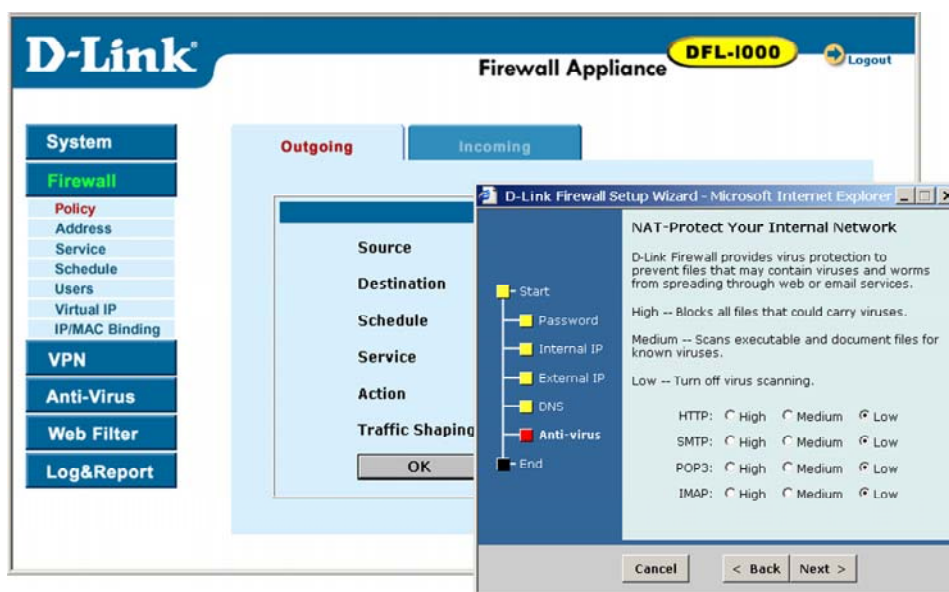 D-Link
Firewall Appliance
DFL-1000
Logout
System
Firewall
Policy
Address
Service
Schedule
Users
Virtual IP
IP/MAC Binding
VPN
Anti-Virus
Web Filter
Log&Report
Outgoing
Incoming
Source
Destination
Schedule
Service
Action
Traffic Shaping
OK
D-Link Firewall Setup Wizard - Microsoft Internet Explorer
Start
Password
Internal IP
External IP
DNS
Anti-virus
End
NAT-Protect Your Internal Network
D-Link Firewall provides virus protection to
prevent files that may contain viruses and worms
from spreading through web or email services.
High -- Blocks all files that could carry viruses.
Medium -- Scans executable and document files for
known viruses.
Low -- Turn off virus scanning.
HTTP: High Medium Low
SMTP: High Medium Low
POP3: High Medium Low
IMAP: High Medium Low
Cancel
< Back
Next >